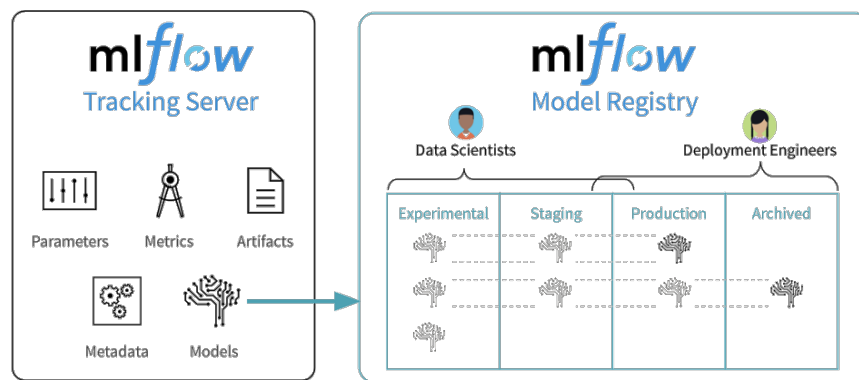 mlflow
Tracking Server
Parameters
Metrics
Artifacts
Metadata
Models
mlflow
Model Registry
Data Scientists
Deployment Engineers
Experimental
Staging
Production
Archived